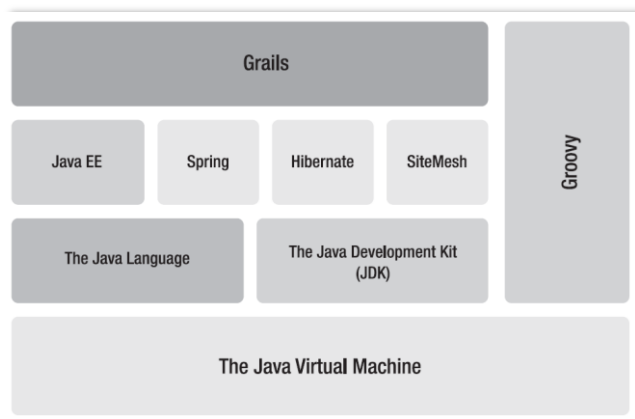 Grails
Groovy
Java EE
Spring
Hibernate
SiteMesh
The Java Language
The Java Development Kit
(JDK)
The Java Virtual Machine